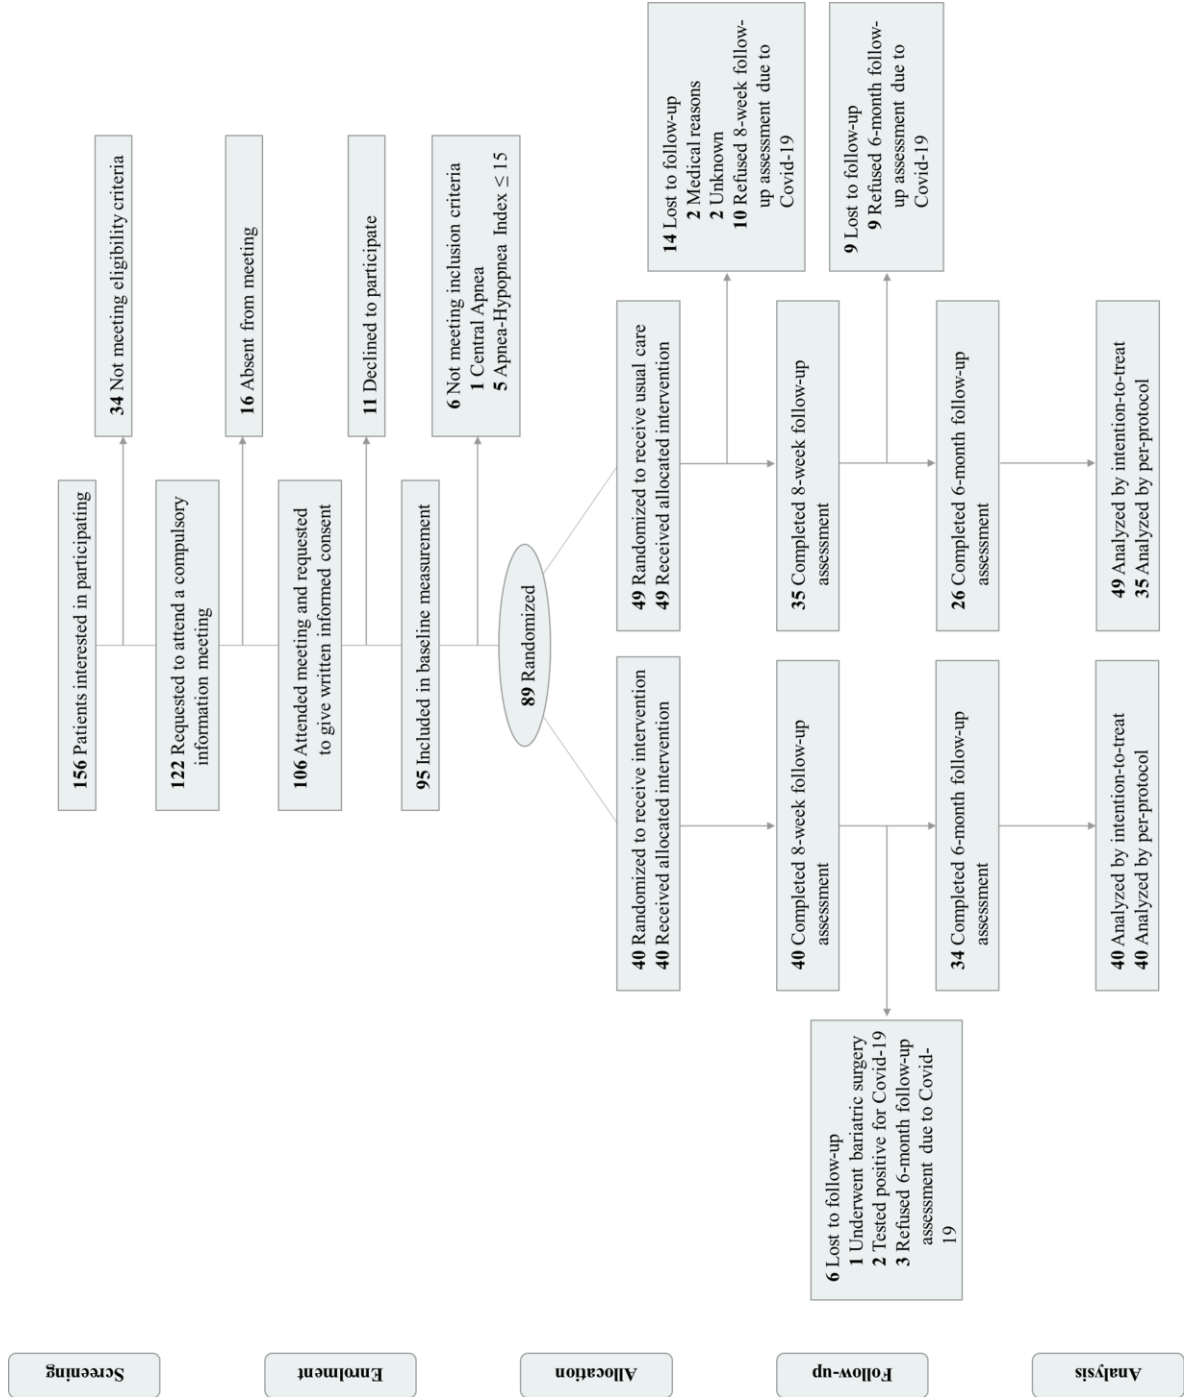 Screening
156 Patients interested in participating
34 Not meeting eligibility criteria
122 Requested to attend a compulsory
information meeting
16 Absent from meeting
Enrolment
106 Attended meeting and requested
to give written informed consent
11 Declined to participate
95 Included in baseline measurement
6 Not meeting inclusion criteria
1 Central Apnea
5 Apnea-Hypopnea Index ≤ 15
89 Randomized
Allocation
40 Randomized to receive intervention
40 Received allocated intervention
49 Randomized to receive usual care
49 Received allocated intervention
14 Lost to follow-up
2 Medical reasons
2 Unknown
10 Refused 8-week follow-
up assessment due to
Covid-19
Follow-up
40 Completed 8-week follow-up
assessment
35 Completed 8-week follow-up
assessment
6 Lost to follow-up
1 Underwent bariatric surgery
2 Tested positive for Covid-19
3 Refused 6-month follow-up
assessment due to Covid-
19
9 Lost to follow-up
9 Refused 6-month follow-
up assessment due to
Covid-19
34 Completed 6-month follow-up
assessment
26 Completed 6-month follow-up
assessment
Analysis
40 Analyzed by intention-to-treat
40 Analyzed by per-protocol
49 Analyzed by intention-to-treat
35 Analyzed by per-protocol